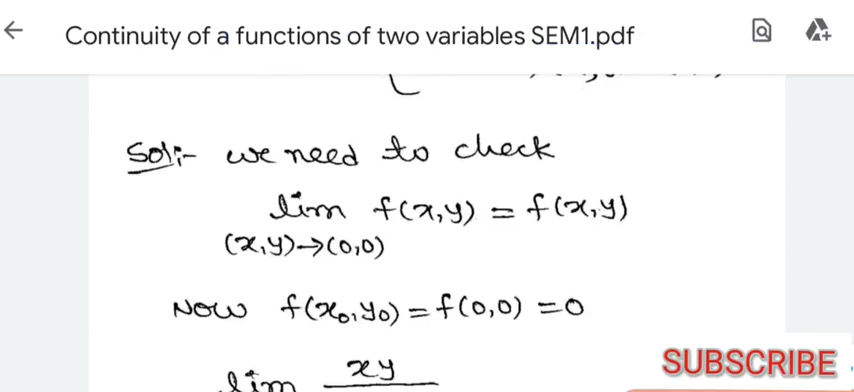 Continuity of a functions of two variables SEM1.pdf
Sol:- we need to check
lim f(x,y) = f(x,y)
(x,y)→(0,0)
Now f(x₀,y₀) = f(0,0) = 0
lim xy
SUBSCRIBE